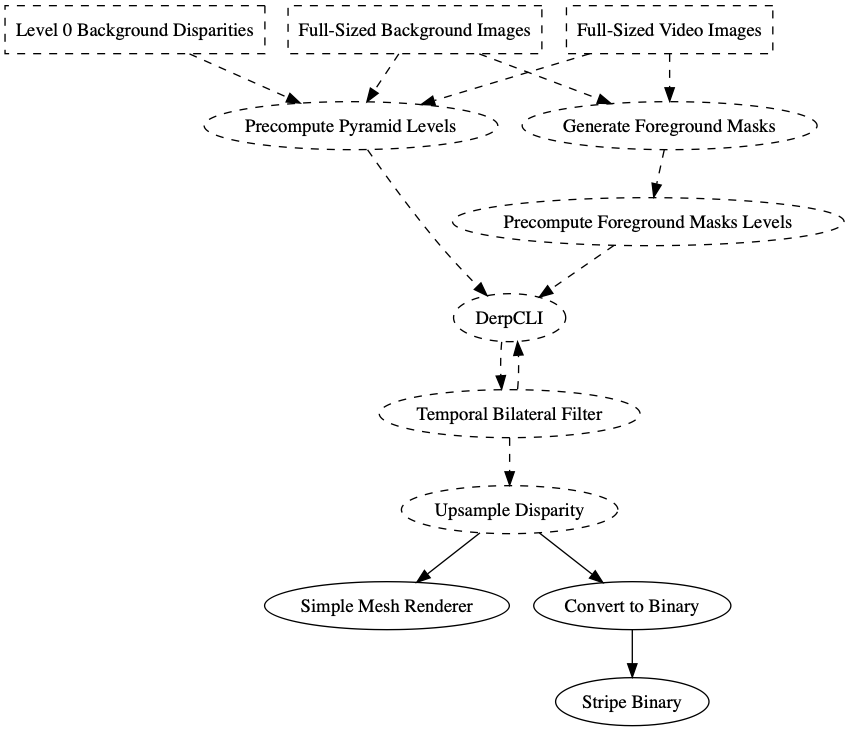 Level 0 Background Disparities
Full-Sized Background Images
Full-Sized Video Images
Precompute Pyramid Levels
Generate Foreground Masks
Precompute Foreground Masks Levels
DerpCLI
Temporal Bilateral Filter
Upsample Disparity
Simple Mesh Renderer
Convert to Binary
Stripe Binary